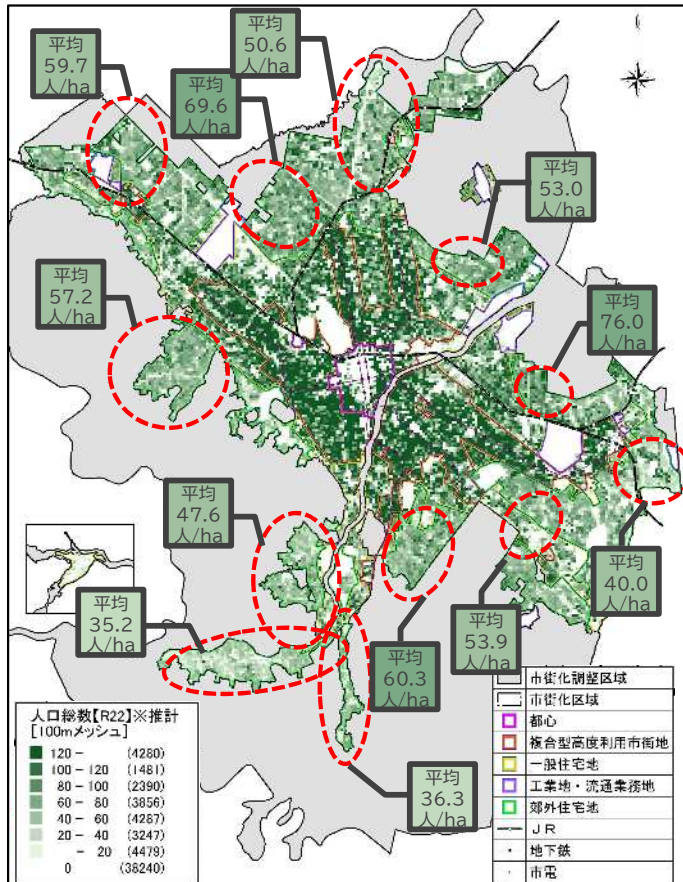 平均
50.6
人/ha
平均
59.7
人/ha
平均
69.6
人/ha
平均
53.0
人/ha
平均
57.2
人/ha
平均
76.0
人/ha
平均
47.6
人/ha
平均
40.0
人/ha
平均
35.2
人/ha
平均
53.9
人/ha
平均
60.3
人/ha
平均
36.3
人/ha
人口総数【R22】※推計
[100mメッシュ]
120 - (4280)
100 - 120 (1481)
80 - 100 (2390)
60 - 80 (3856)
40 - 60 (4287)
20 - 40 (3247)
- 20 (4479)
0 (38240)
市街化調整区域
市街化区域
都心
複合型高度利用市街地
一般住宅地
工業地・流通業務地
郊外住宅地
JR
地下鉄
市電